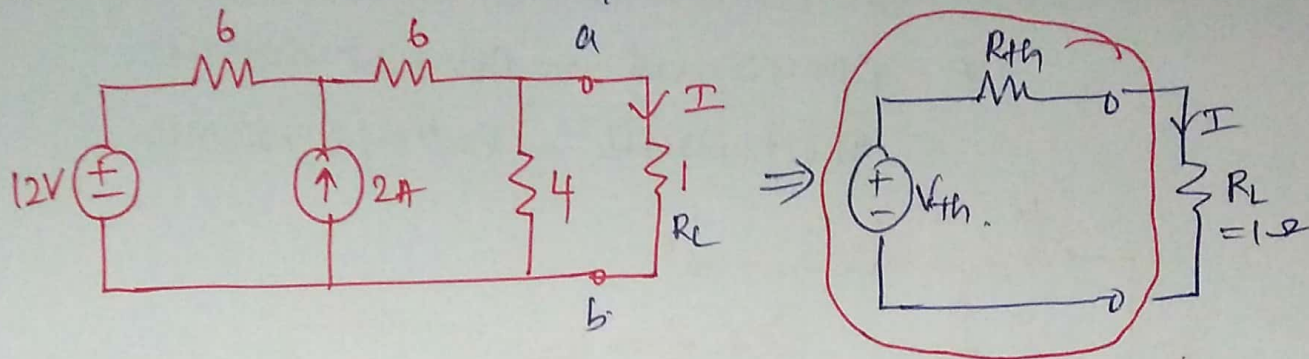 6 6 a
I
12V + − 2A 4 1
RL
b.
⇒
Rth
I
+ − Vth.
RL
=1Ω